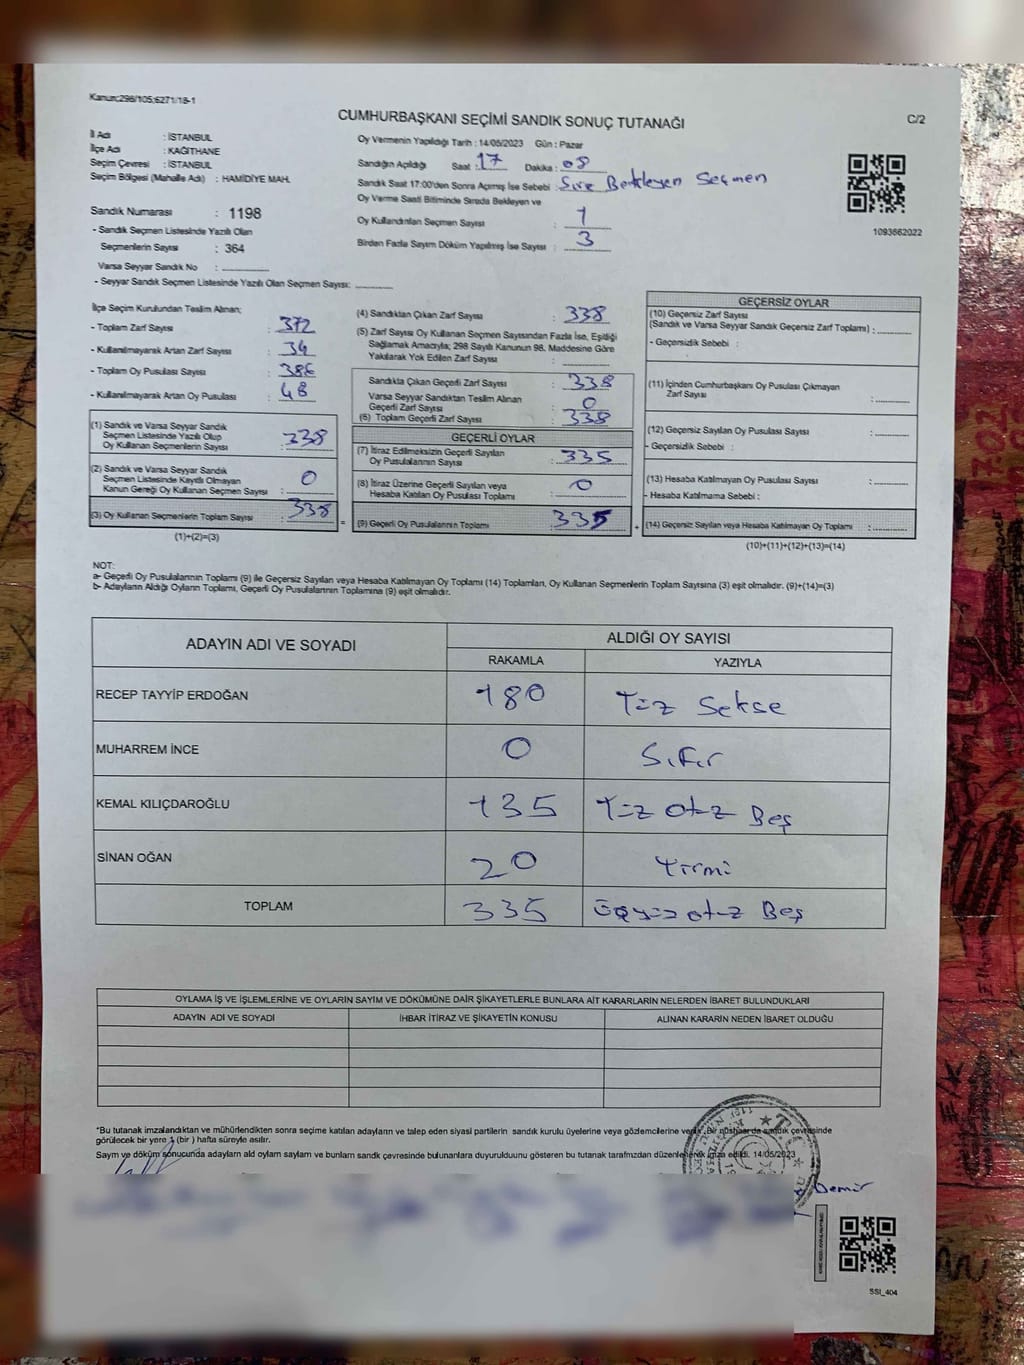 Kanun;298/105;6271/18-1
CUMHURBAŞKANI SEÇİMİ SANDIK SONUÇ TUTANAĞI
C/2
İl Adı : İSTANBUL
İlçe Adı : KAĞITHANE
Seçim Çevresi : İSTANBUL
Seçim Bölgesi (Mahalle Adı) : HAMİDİYE MAH.
Oy Vermenin Yapıldığı Tarih : 14/05/2023 Gün : Pazar
Sandığın Açıldığı Saat : 17 Dakika : 08
Sandık Saat 17:00'den Sonra Açılmış İse Sebebi : Sıra Bekleyen Seçmen
Oy Verme Saati Bitiminde Sırada Bekleyen ve
Oy Kullandırılan Seçmen Sayısı : 1
Birden Fazla Sayım Döküm Yapılmış İse Sayısı : 3
1093662022
Sandık Numarası : 1198
- Sandık Seçmen Listesinde Yazılı Olan
Seçmenlerin Sayısı : 364
Varsa Seyyar Sandık No :
- Seyyar Sandık Seçmen Listesinde Yazılı Olan Seçmen Sayısı:
İlçe Seçim Kurulundan Teslim Alınan;
- Toplam Zarf Sayısı : 372
- Kullanılmayarak Artan Zarf Sayısı : 34
- Toplam Oy Pusulası Sayısı : 386
- Kullanılmayarak Artan Oy Pusulası : 48
(1) Sandık ve Varsa Seyyar Sandık
Seçmen Listesinde Yazılı Olup
Oy Kullanan Seçmenlerin Sayısı : 338
(2) Sandık ve Varsa Seyyar Sandık
Seçmen Listesinde Kayıtlı Olmayan
Kanun Gereği Oy Kullanan Seçmen Sayısı : 0
(3) Oy Kullanan Seçmenlerin Toplam Sayısı : 338
(1)+(2)=(3)
=
(4) Sandıktan Çıkan Zarf Sayısı : 338
(5) Zarf Sayısı Oy Kullanan Seçmen Sayısından Fazla İse, Eşitliği
Sağlamak Amacıyla; 298 Sayılı Kanunun 98. Maddesine Göre
Yakılarak Yok Edilen Zarf Sayısı :
Sandıkta Çıkan Geçerli Zarf Sayısı : 338
Varsa Seyyar Sandıktan Teslim Alınan
Geçerli Zarf Sayısı : 0
(6) Toplam Geçerli Zarf Sayısı : 338
GEÇERLİ OYLAR
(7) İtiraz Edilmeksizin Geçerli Sayılan
Oy Pusulalarının Sayısı : 335
(8) İtiraz Üzerine Geçerli Sayılan veya
Hesaba Katılan Oy Pusulası Toplamı : 0
(9) Geçerli Oy Pusulalarının Toplamı : 335
+
GEÇERSİZ OYLAR
(10) Geçersiz Zarf Sayısı
(Sandık ve Varsa Seyyar Sandık Geçersiz Zarf Toplamı) :
- Geçersizlik Sebebi :
(11) İçinden Cumhurbaşkanı Oy Pusulası Çıkmayan
Zarf Sayısı :
(12) Geçersiz Sayılan Oy Pusulası Sayısı :
- Geçersizlik Sebebi :
(13) Hesaba Katılmayan Oy Pusulası Sayısı :
- Hesaba Katılmama Sebebi :
(14) Geçersiz Sayılan veya Hesaba Katılmayan Oy Toplamı :
(10)+(11)+(12)+(13)=(14)
NOT:
a- Geçerli Oy Pusulalarının Toplamı (9) ile Geçersiz Sayılan veya Hesaba Katılmayan Oy Toplamı (14) Toplamları, Oy Kullanan Seçmenlerin Toplam Sayısına (3) eşit olmalıdır. (9)+(14)=(3)
b- Adayların Aldığı Oyların Toplamı, Geçerli Oy Pusulalarının Toplamına (9) eşit olmalıdır.
ADAYIN ADI VE SOYADI
ALDIĞI OY SAYISI
RAKAMLA YAZIYLA
RECEP TAYYİP ERDOĞAN 180 Yüz Sekse
MUHARREM İNCE 0 Sıfır
KEMAL KILIÇDAROĞLU 135 Yüz otuz Beş
SİNAN OĞAN 20 Yirmi
TOPLAM 335 üçyüz otuz Beş
OYLAMA İŞ VE İŞLEMLERİNE VE OYLARIN SAYIM VE DÖKÜMÜNE DAİR ŞİKAYETLERLE BUNLARA AİT KARARLARIN NELERDEN İBARET BULUNDUKLARI
ADAYIN ADI VE SOYADI İHBAR İTİRAZ VE ŞİKAYETİN KONUSU ALINAN KARARIN NEDEN İBARET OLDUĞU
*Bu tutanak imzalandıktan ve mühürlendikten sonra seçime katılan adayların ve talep eden siyasi partilerin sandık kurulu üyelerine veya gözlemcilerine verilir. Bir nüshası da sandık çevresinde
görülecek bir yere 1 (bir ) hafta süreyle asılır.
Sayım ve döküm sonucunda adayların ald oyların sayılarını ve bunların sandık çevresinde bulunanlara duyurulduunu gösteren bu tutanak tarafımızdan düzenlenerek imza edildi. 14/05/2023
Demir
SSI_404